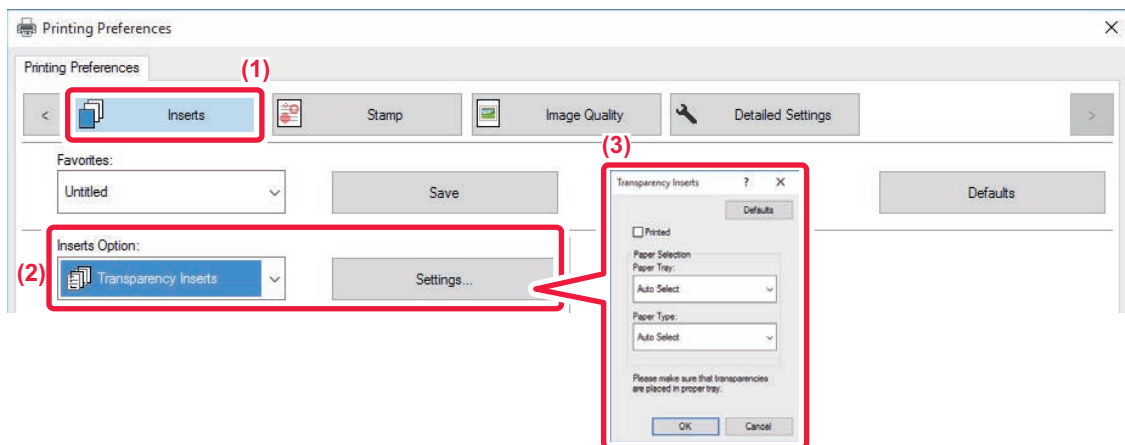 Printing Preferences
Printing Preferences
(1)
<
Inserts
Stamp
Image Quality
Detailed Settings
>
(3)
Favorites:
Untitled
Save
Defaults
(2)
Inserts Option:
Transparency Inserts
Settings...
Transparency Inserts ? X
Defaults
Printed
Paper Selection
Paper Tray:
Auto Select
Paper Type:
Auto Select
Please make sure that transparencies
are placed in proper tray.
OK
Cancel